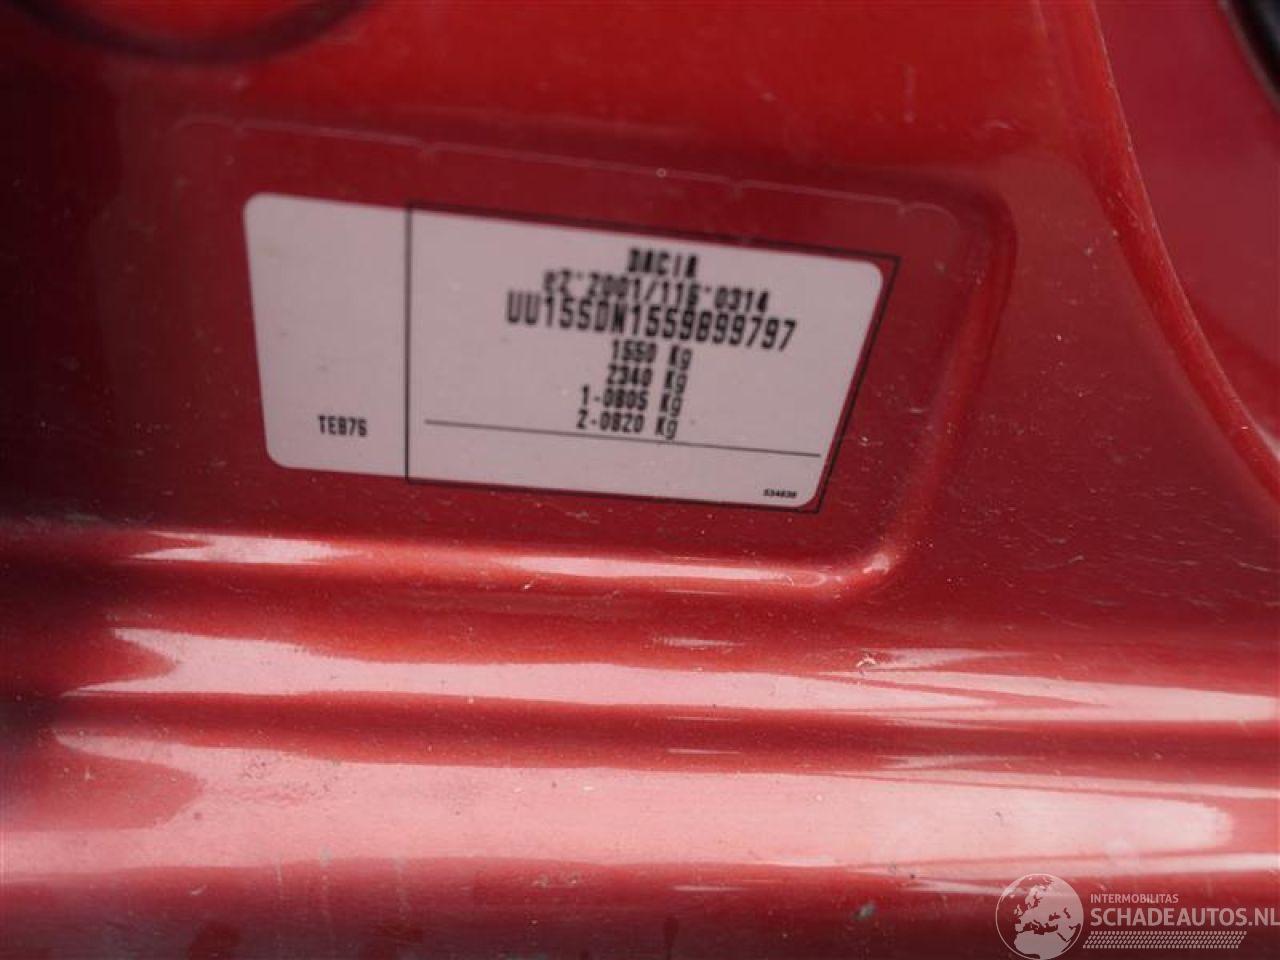 DACIA
e2*2001/116*0314
UU15SDN1559899797
1550 Kg
2340 Kg
1-0805 Kg
2-0820 Kg
TEB76
534838
INTERMOBILITAS
SCHADEAUTOS.NL